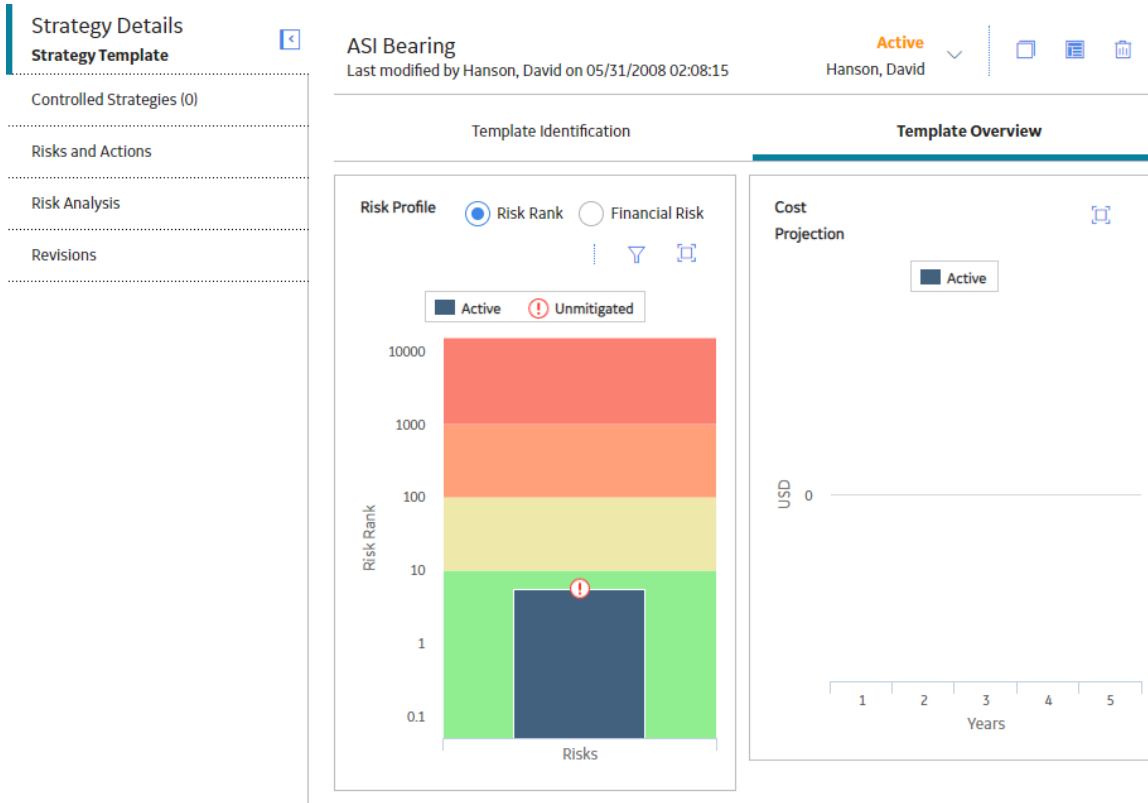 Strategy Details
Strategy Template
Controlled Strategies (0)
Risks and Actions
Risk Analysis
Revisions
ASI Bearing
Last modified by Hanson, David on 05/31/2008 02:08:15
Active
Hanson, David
Template Identification
Template Overview
Risk Profile
Risk Rank
Financial Risk
Active
Unmitigated
10000
1000
100
10
1
0.1
Risk Rank
Risks
Cost
Projection
Active
USD
0
1 2 3 4 5
Years